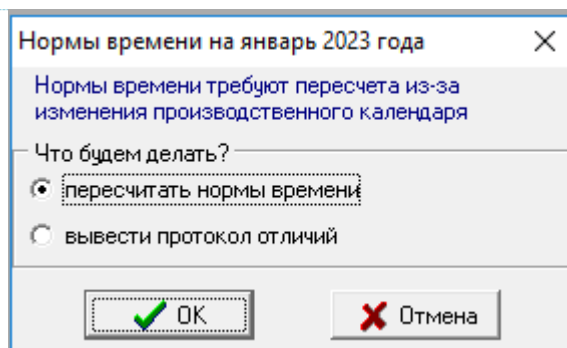 Нормы времени на январь 2023 года
Нормы времени требуют пересчета из-за
изменения производственного календаря
Что будем делать?
пересчитать нормы времени
вывести протокол отличий
OK
Отмена